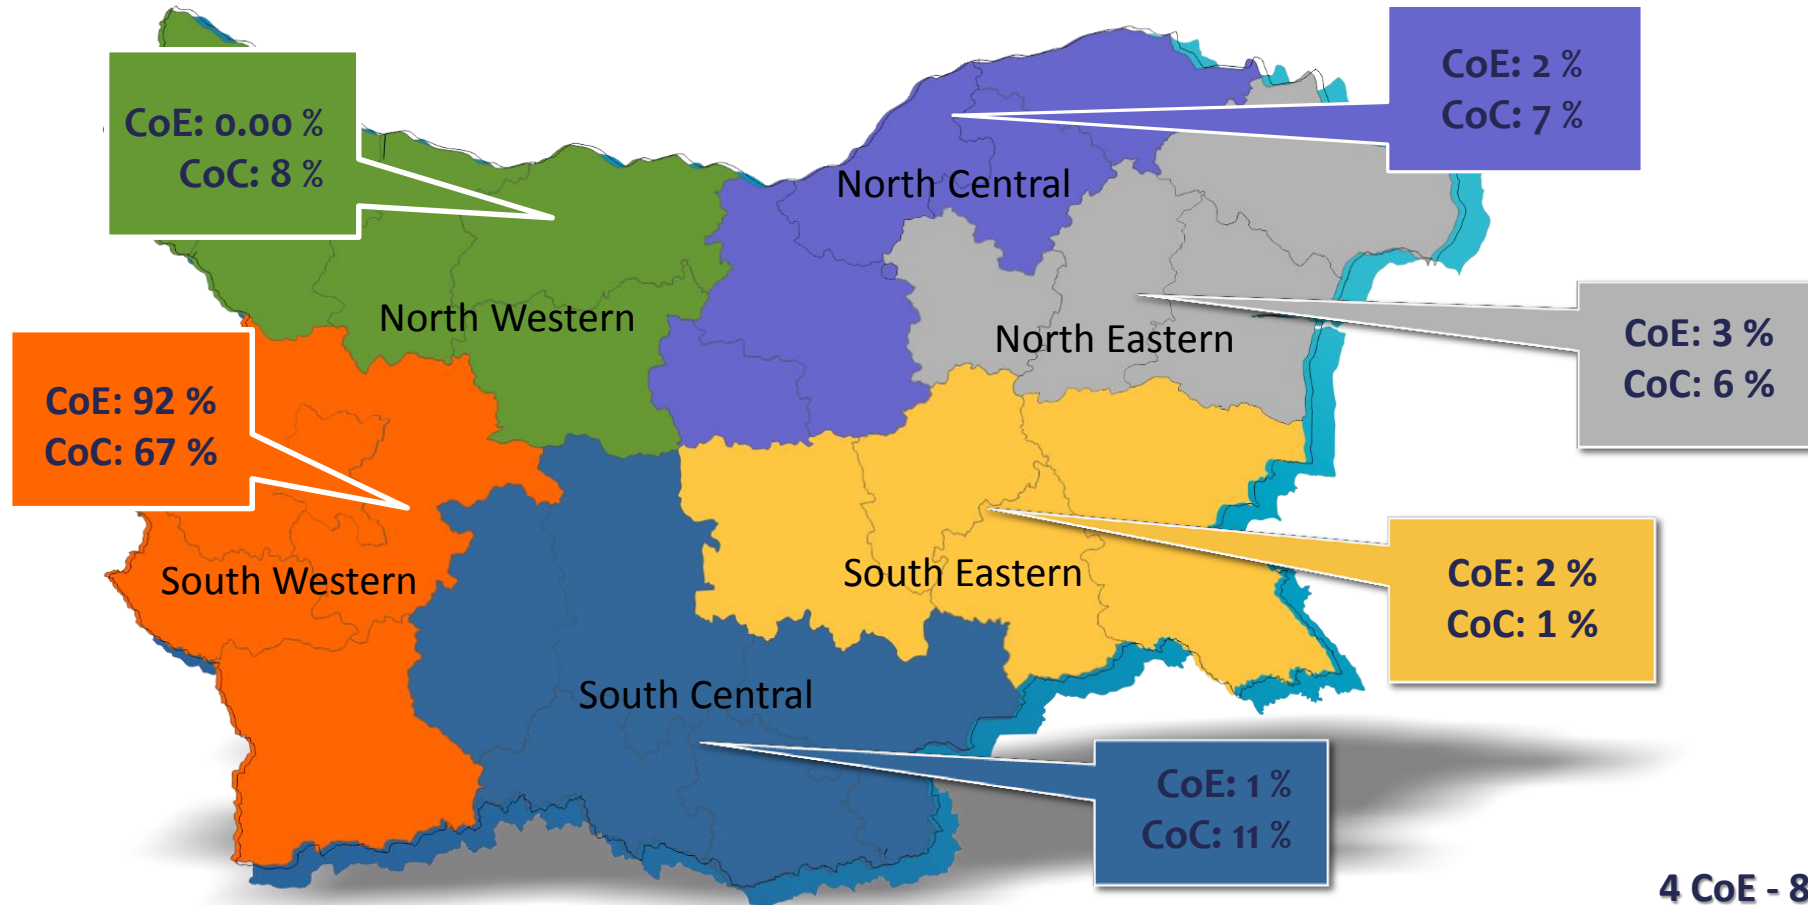 CoE: 2 %
CoC: 7 %
CoE: 0.00 %
CoC: 8 %
North Central
North Western
North Eastern
CoE: 3 %
CoC: 6 %
CoE: 92 %
CoC: 67 %
South Western
South Eastern
CoE: 2 %
CoC: 1 %
South Central
CoE: 1 %
CoC: 11 %
4 CoE - 8